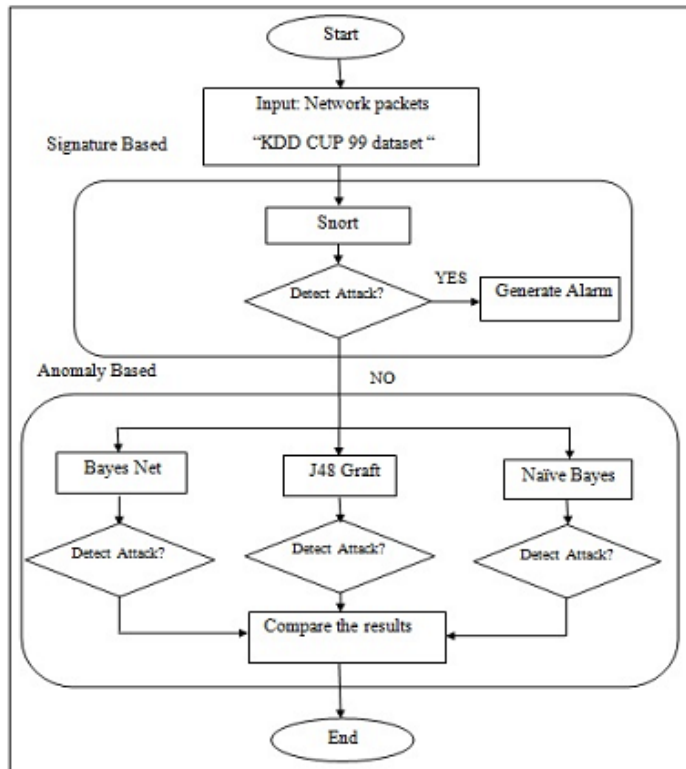 Start
Input: Network packets
“KDD CUP 99 dataset “
Signature Based
Snort
Detect Attack?
YES
Generate Alarm
Anomaly Based
NO
Bayes Net
J48 Graft
Naïve Bayes
Detect Attack?
Detect Attack?
Detect Attack?
Compare the results
End